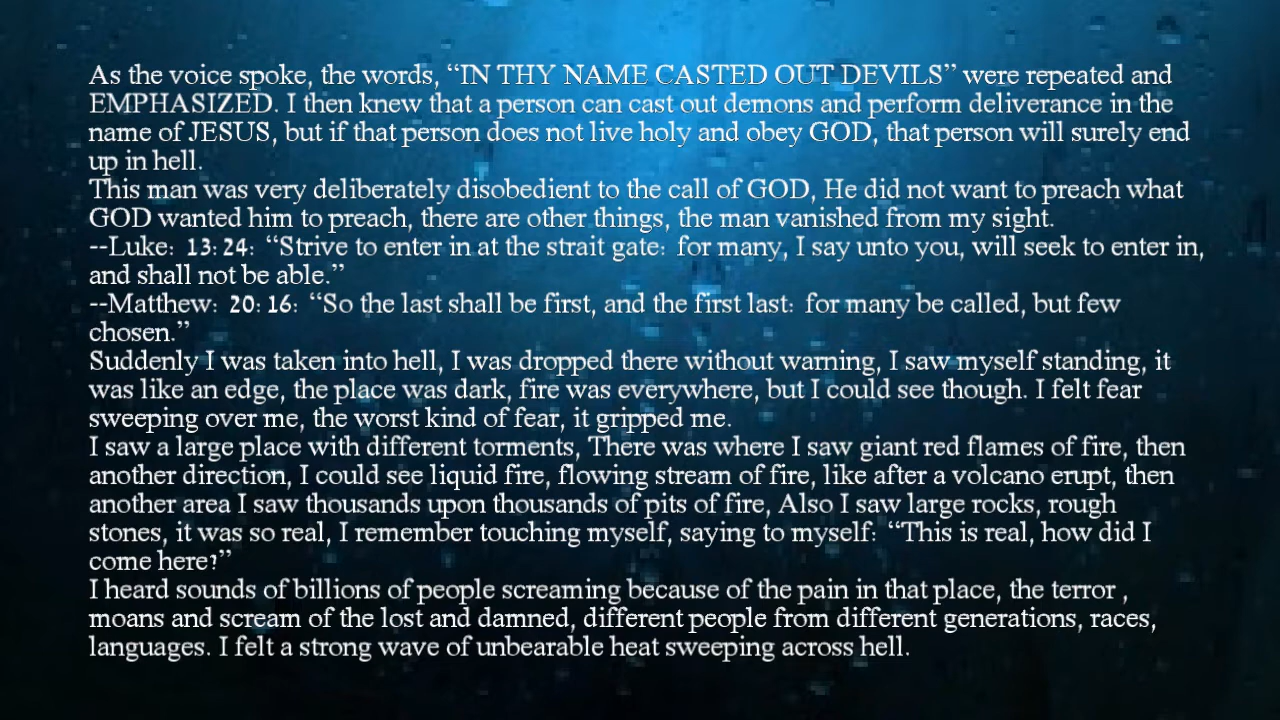 As the voice spoke, the words, “IN THY NAME CASTED OUT DEVILS” were repeated and
EMPHASIZED. I then knew that a person can cast out demons and perform deliverance in the
name of JESUS, but if that person does not live holy and obey GOD, that person will surely end
up in hell.
This man was very deliberately disobedient to the call of GOD, He did not want to preach what
GOD wanted him to preach, there are other things, the man vanished from my sight.
--Luke: 13:24: “Strive to enter in at the strait gate: for many, I say unto you, will seek to enter in,
and shall not be able.”
--Matthew: 20:16: “So the last shall be first, and the first last: for many be called, but few
chosen.”
Suddenly I was taken into hell, I was dropped there without warning, I saw myself standing, it
was like an edge, the place was dark, fire was everywhere, but I could see though. I felt fear
sweeping over me, the worst kind of fear, it gripped me.
I saw a large place with different torments, There was where I saw giant red flames of fire, then
another direction, I could see liquid fire, flowing stream of fire, like after a volcano erupt, then
another area I saw thousands upon thousands of pits of fire, Also I saw large rocks, rough
stones, it was so real, I remember touching myself, saying to myself: “This is real, how did I
come here?”
I heard sounds of billions of people screaming because of the pain in that place, the terror ,
moans and scream of the lost and damned, different people from different generations, races,
languages. I felt a strong wave of unbearable heat sweeping across hell.